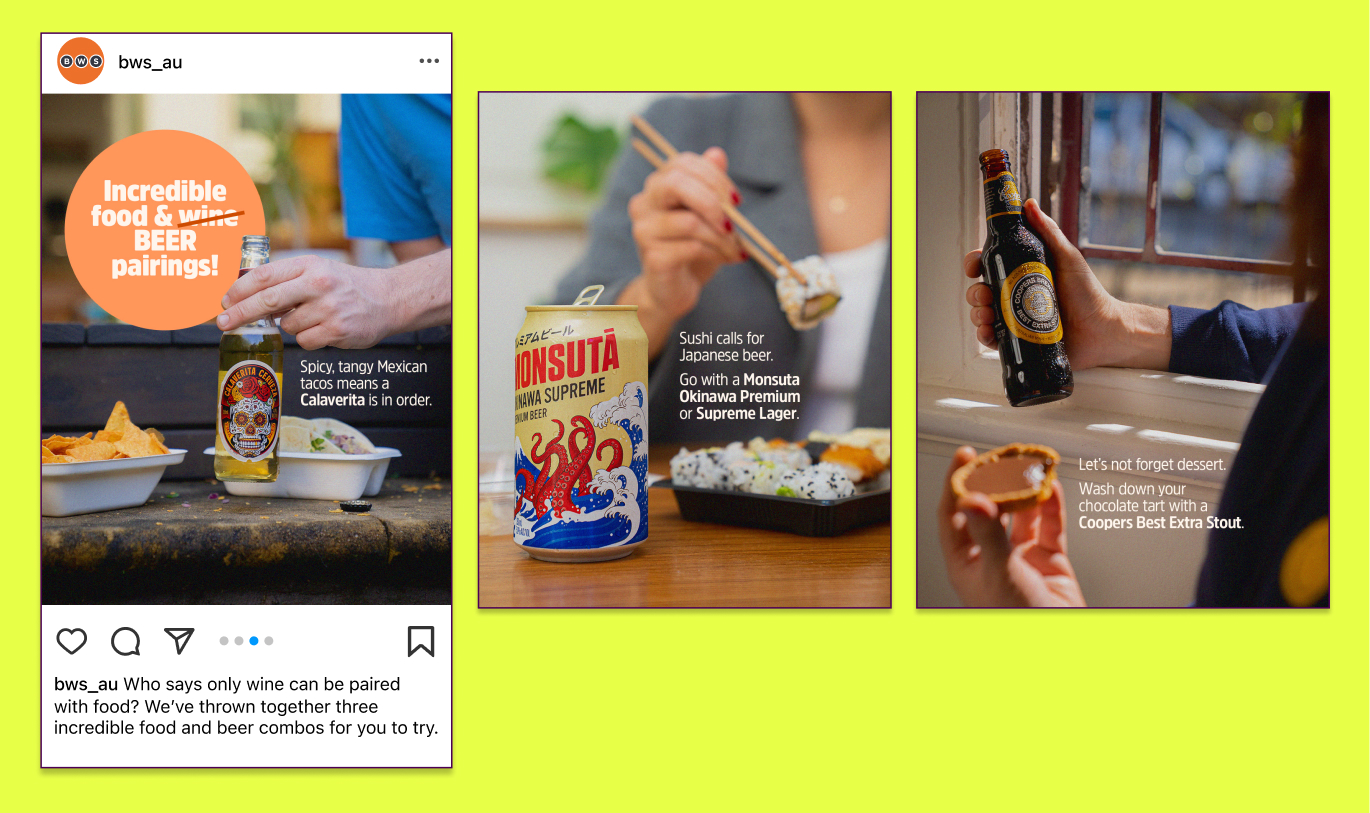 BWS
bws_au
Incredible
food & wine
BEER
pairings!
CALAVERITA CERVEZA
Spicy, tangy Mexican
tacos means a
Calaverita is in order.
bws_au Who says only wine can be paired
with food? We’ve thrown together three
incredible food and beer combos for you to try.
ミアムビール
MONSUTĀ
NAWA SUPREME
MIUM BEER
Sushi calls for
Japanese beer.
Go with a Monsuta
Okinawa Premium
or Supreme Lager.
COOPERS BREWERY
BEST EXTRA STOUT
Let’s not forget dessert.
Wash down your
chocolate tart with a
Coopers Best Extra Stout.